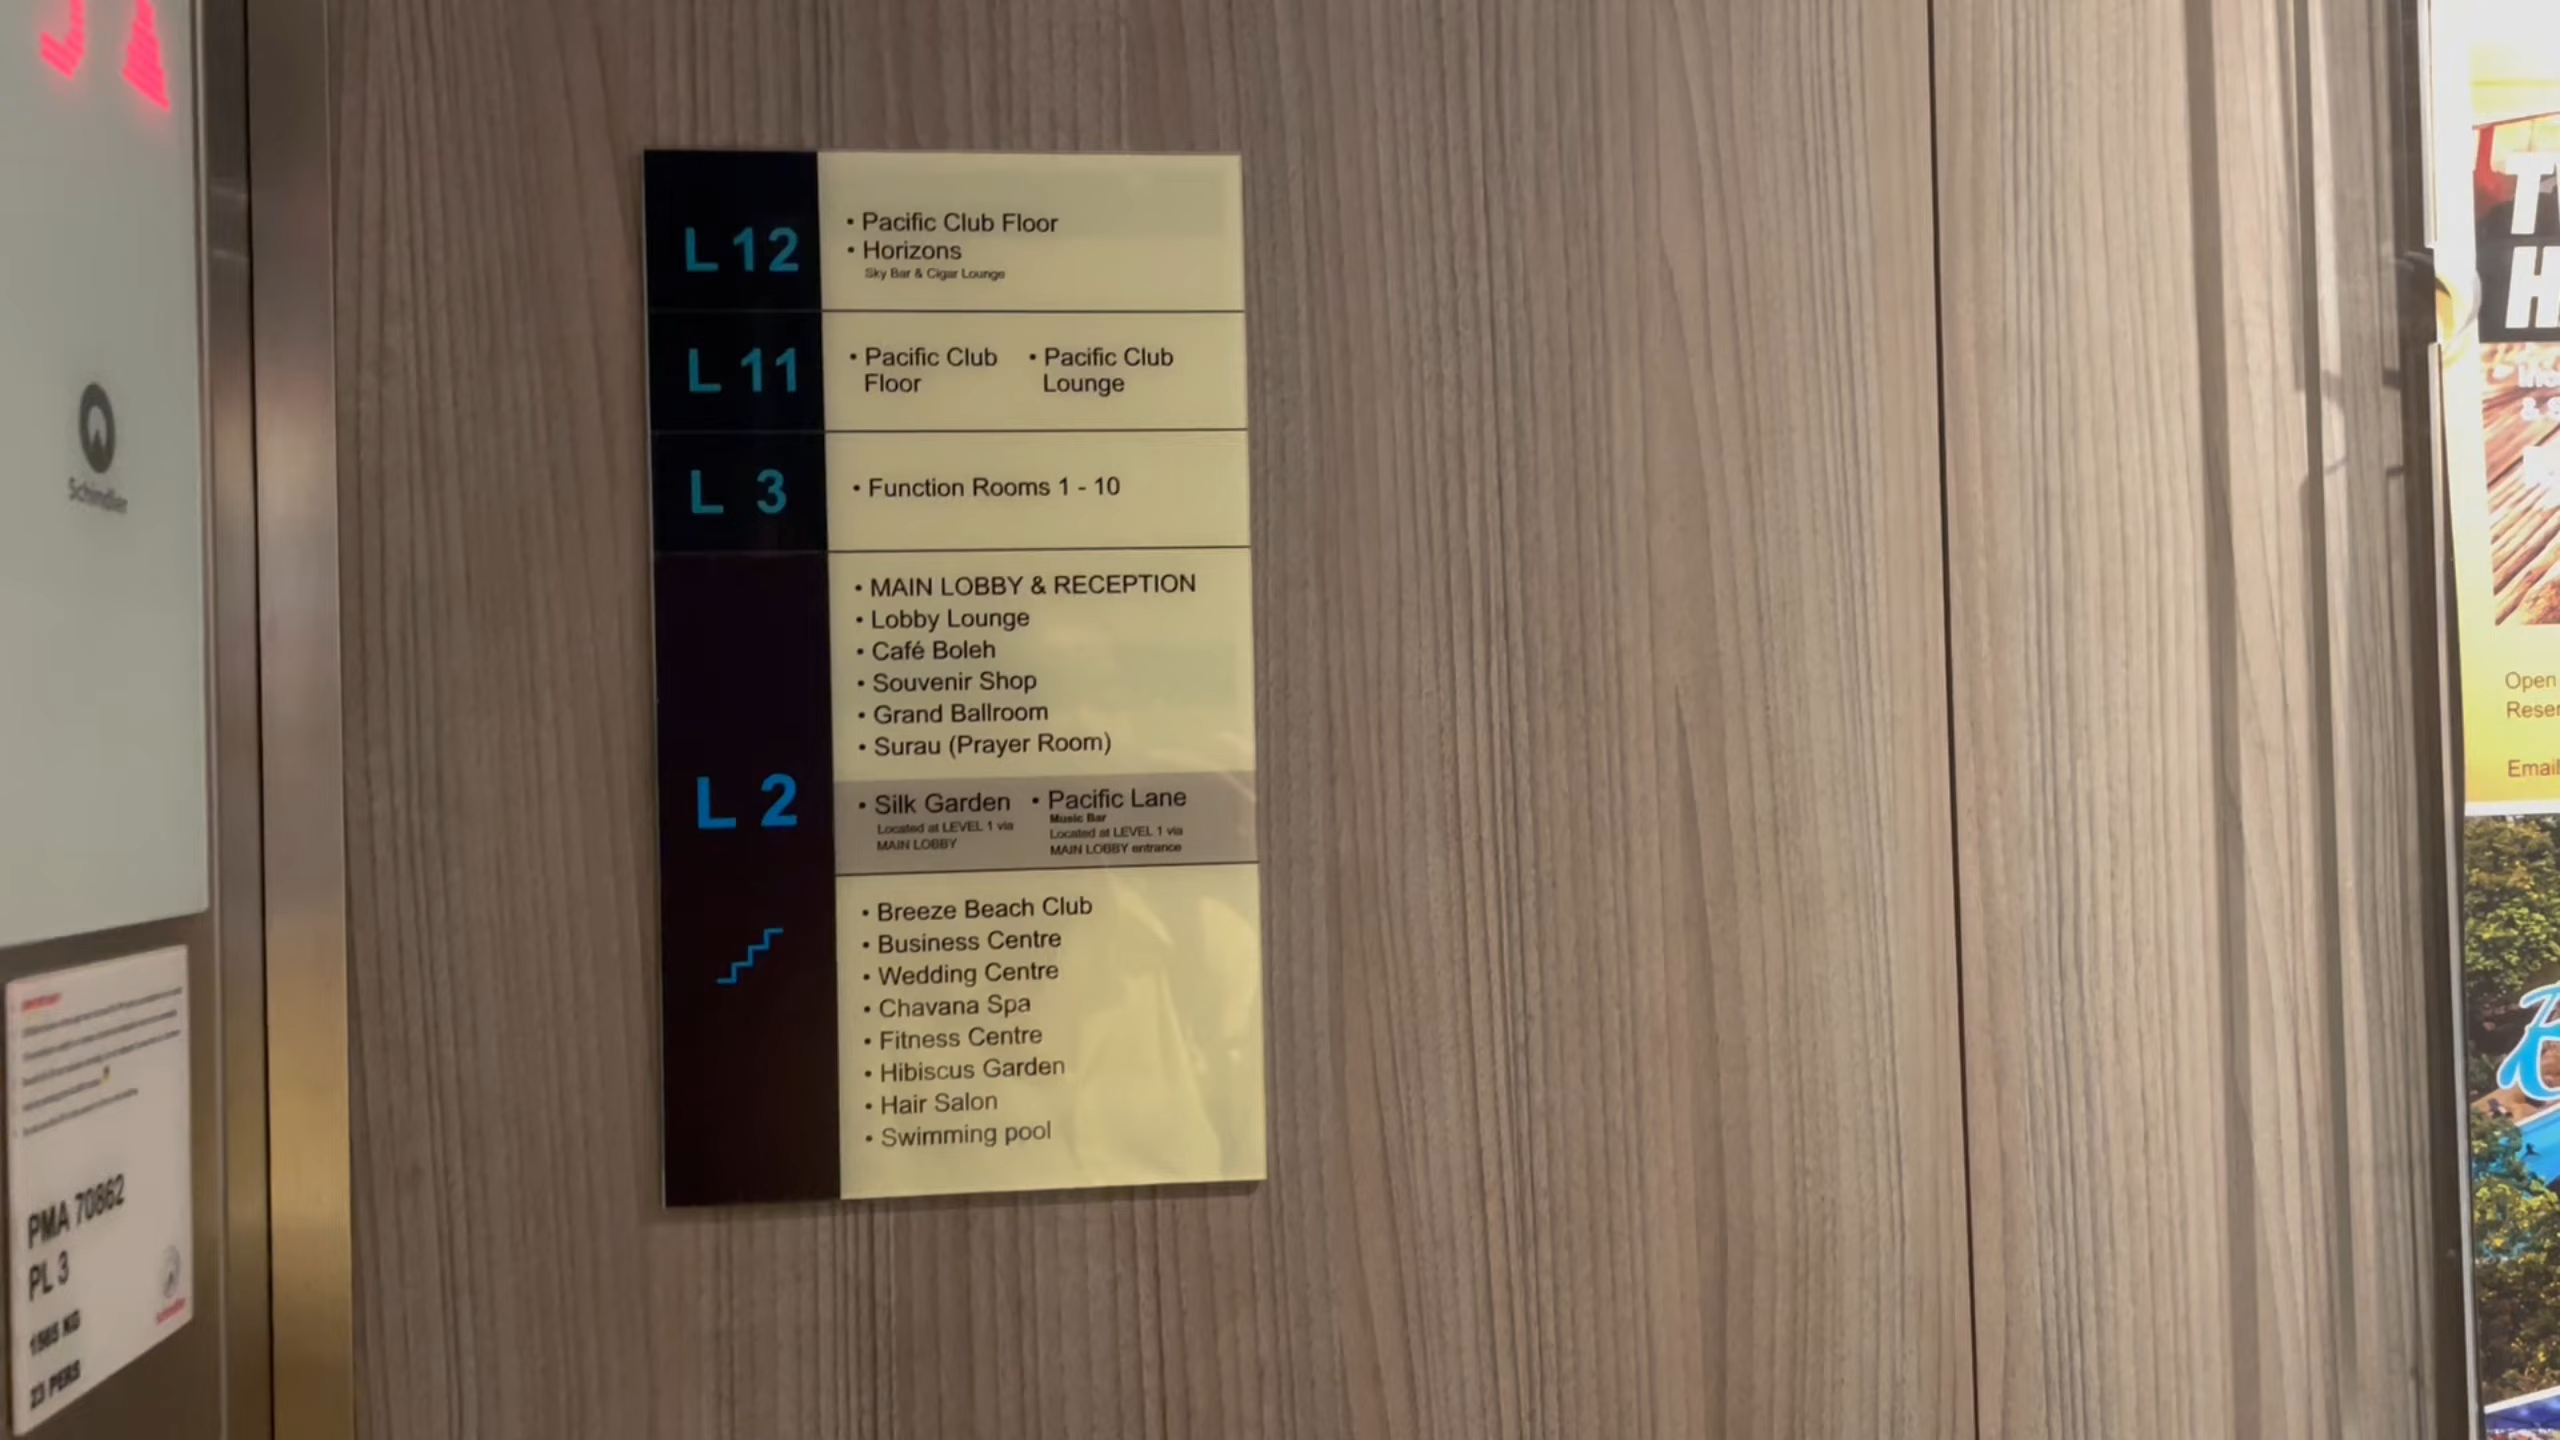 Schindler
PMA 70862
PL 3
1565 KG
23 PERS
L 12
• Pacific Club Floor
• Horizons
Sky Bar & Cigar Lounge
L 11
• Pacific Club
Floor
• Pacific Club
Lounge
L 3
• Function Rooms 1 - 10
L 2
• MAIN LOBBY & RECEPTION
• Lobby Lounge
• Café Boleh
• Souvenir Shop
• Grand Ballroom
• Surau (Prayer Room)
• Silk Garden
Located at LEVEL 1 via
MAIN LOBBY
• Pacific Lane
Music Bar
Located at LEVEL 1 via
MAIN LOBBY entrance
• Breeze Beach Club
• Business Centre
• Wedding Centre
• Chavana Spa
• Fitness Centre
• Hibiscus Garden
• Hair Salon
• Swimming pool
Open
Email